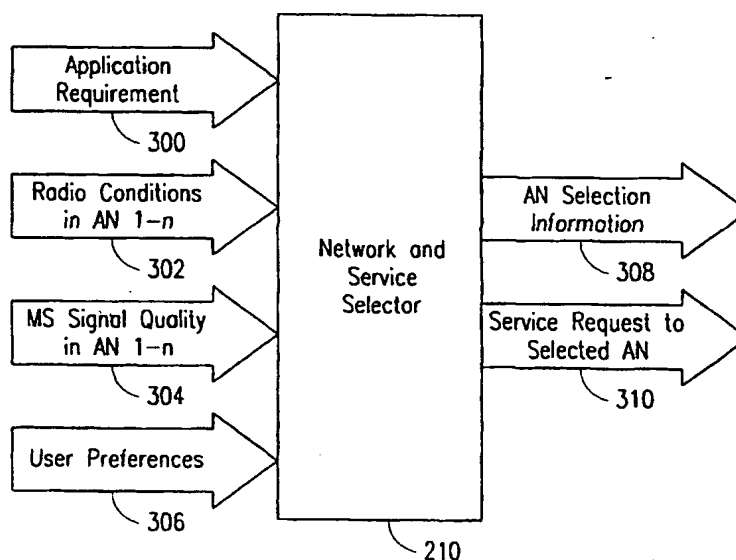 Application
Requirement
300
Radio Conditions
in AN 1-n
302
MS Signal Quality
in AN 1-n
304
User Preferences
306
Network and
Service
Selector
210
AN Selection
Information
308
Service Request to
Selected AN
310